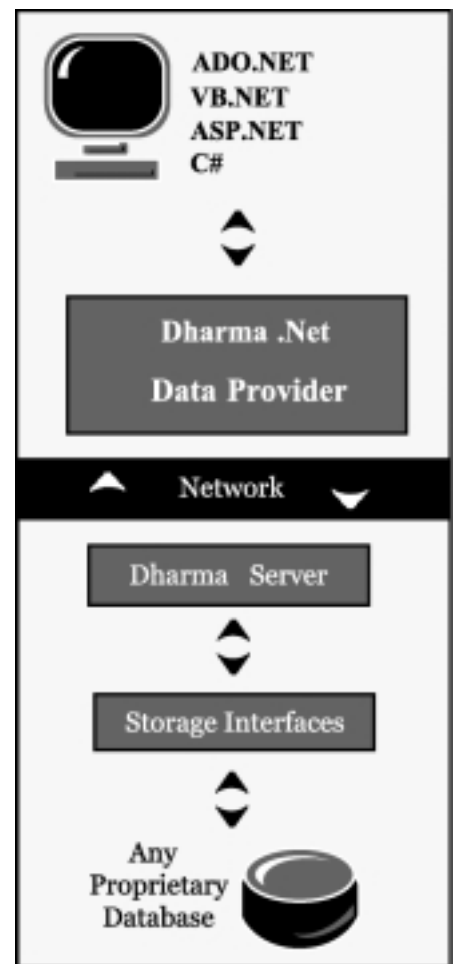 ADO.NET
VB.NET
ASP.NET
C#
Dharma .Net
Data Provider
Network
Dharma Server
Storage Interfaces
Any
Proprietary
Database